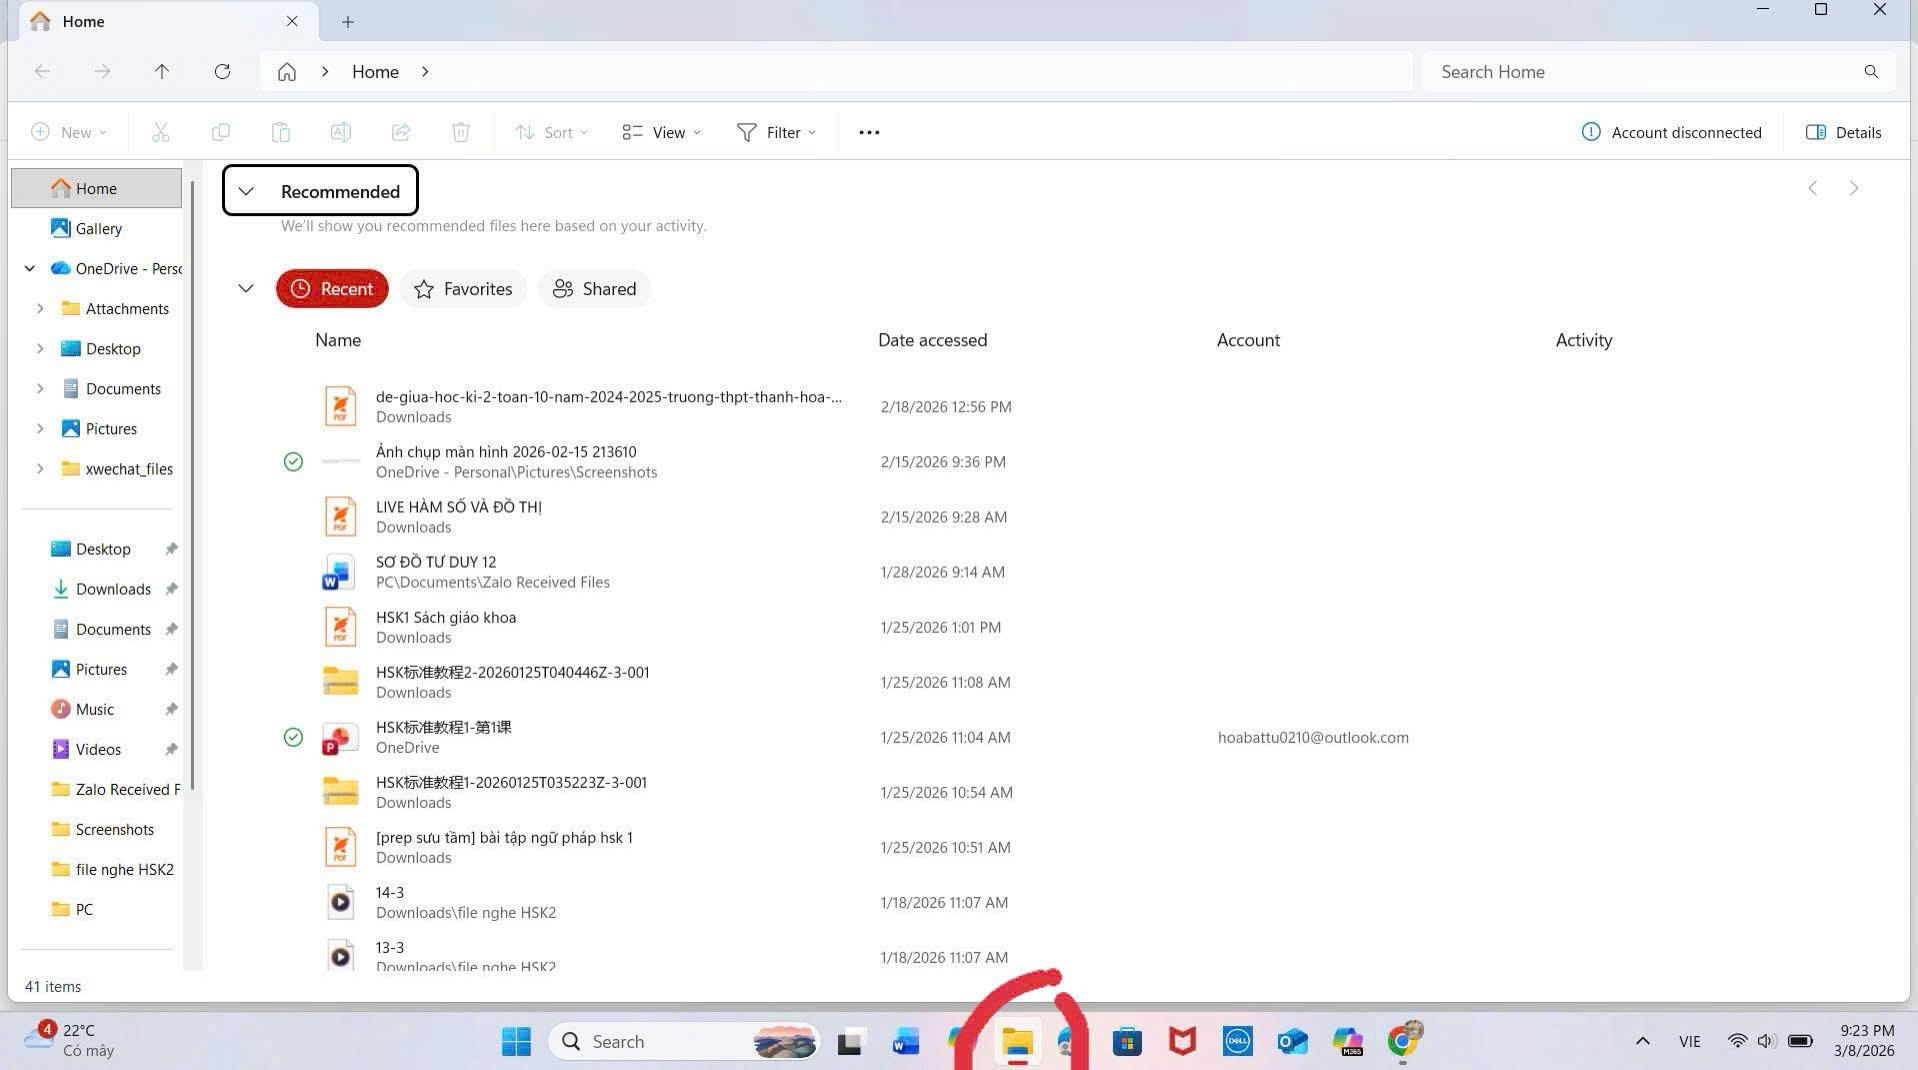 Home
Home
Search Home
New
Sort
View
Filter
Account disconnected
Details
Home
Gallery
OneDrive - Perso
Attachments
Desktop
Documents
Pictures
xwechat_files
Desktop
Downloads
Documents
Pictures
Music
Videos
Zalo Received F
Screenshots
file nghe HSK2
PC
Recommended
We'll show you recommended files here based on your activity.
Recent
Favorites
Shared
Name Date accessed Account Activity
de-giua-hoc-ki-2-toan-10-nam-2024-2025-truong-thpt-thanh-hoa-... 2/18/2026 12:56 PM
Downloads
Ảnh chụp màn hình 2026-02-15 213610 2/15/2026 9:36 PM
OneDrive - Personal\Pictures\Screenshots
LIVE HÀM SỐ VÀ ĐỒ THỊ 2/15/2026 9:28 AM
Downloads
SƠ ĐỒ TƯ DUY 12 1/28/2026 9:14 AM
PC\Documents\Zalo Received Files
HSK1 Sách giáo khoa 1/25/2026 1:01 PM
Downloads
HSK标准教程2-20260125T040446Z-3-001 1/25/2026 11:08 AM
Downloads
HSK标准教程1-第1课 1/25/2026 11:04 AM hoabattu0210@outlook.com
OneDrive
HSK标准教程1-20260125T035223Z-3-001 1/25/2026 10:54 AM
Downloads
[prep sưu tầm] bài tập ngữ pháp hsk 1 1/25/2026 10:51 AM
Downloads
14-3 1/18/2026 11:07 AM
Downloads\file nghe HSK2
13-3 1/18/2026 11:07 AM
Downloads\file nghe HSK2
41 items
4
22°C
Có mây
Search
DELL
M365
VIE
9:23 PM
3/8/2026